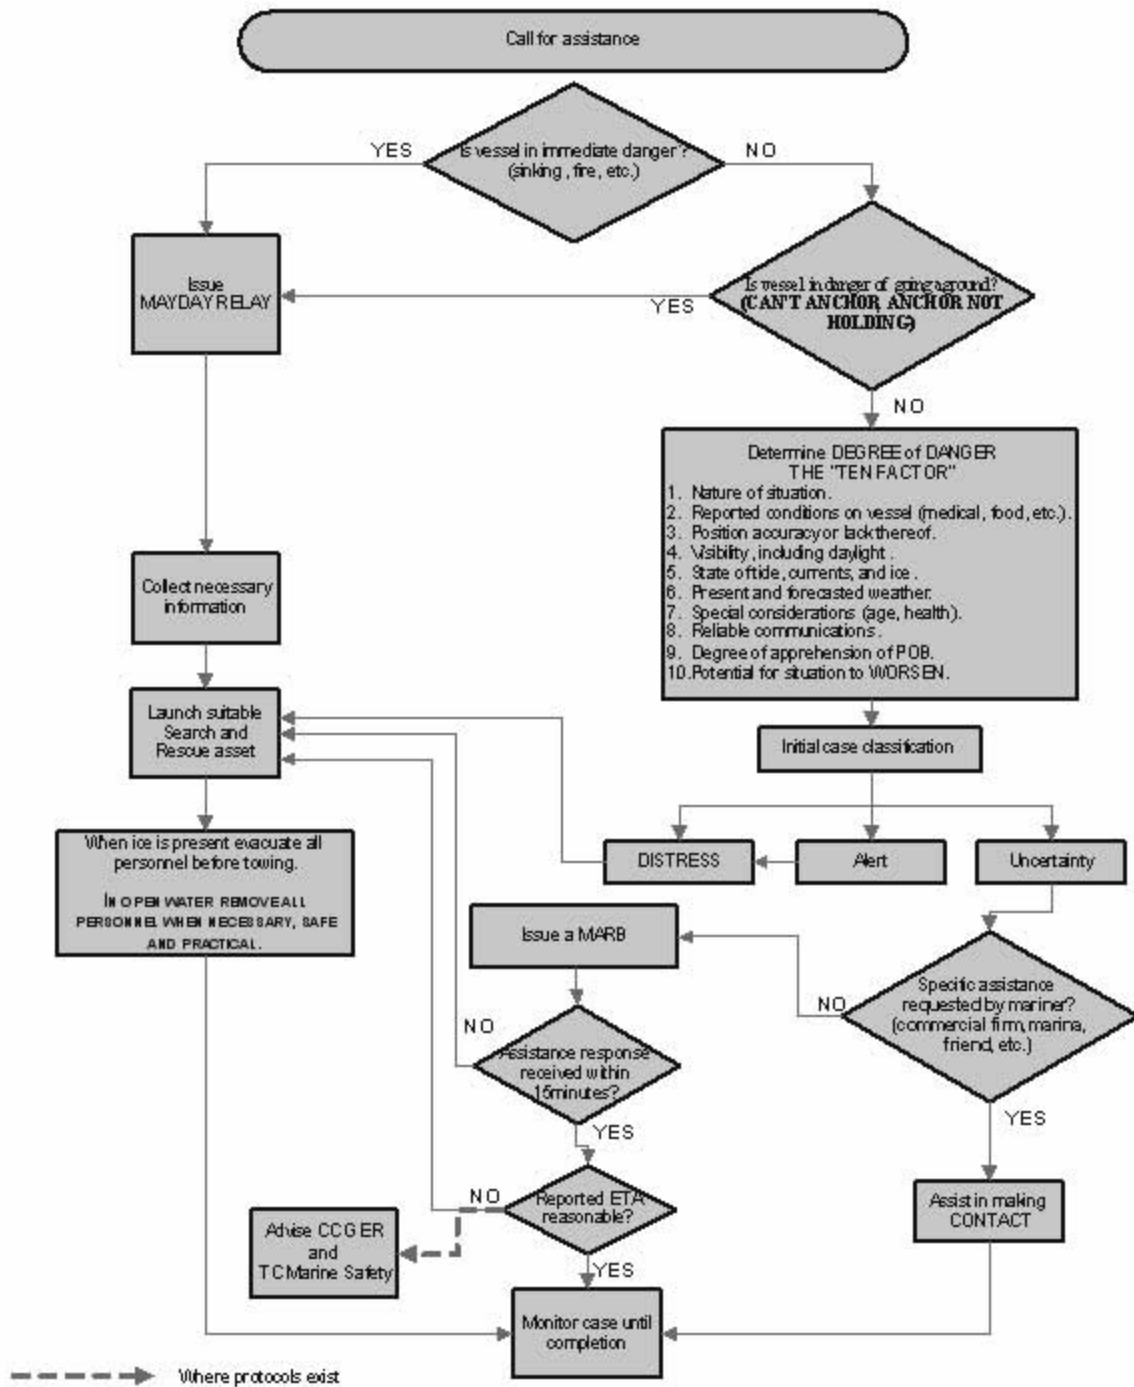 Call for assistance
Is vessel in immediate danger?
(sinking, fire, etc.)
YES
NO
Issue
MAYDAY RELAY
Is vessel in danger of going aground?
(CAN'T ANCHOR, ANCHOR NOT
HOLDING)
YES
NO
Determine DEGREE of DANGER
THE "TEN FACTOR"
1. Nature of situation.
2. Reported conditions on vessel (medical, food, etc.).
3. Position accuracy or lack thereof.
4. Visibility, including daylight.
5. State of tide, currents, and ice.
6. Present and forecasted weather.
7. Special considerations (age, health).
8. Reliable communications.
9. Degree of apprehension of POB.
10. Potential for situation to WORSEN.
Collect necessary
information
Launch suitable
Search and
Rescue asset
Initial case classification
When ice is present evacuate all
personnel before towing.
IN OPEN WATER REMOVE ALL
PERSONNEL WHEN NECESSARY, SAFE
AND PRACTICAL.
DISTRESS
Alert
Uncertainty
Issue a MARB
Specific assistance
requested by mariner?
(commercial firm, marina,
friend, etc.)
NO
YES
NO
Assistance response
received within
15minutes?
YES
NO
Reported ETA
reasonable?
YES
Assist in making
CONTACT
Advise CCG ER
and
TC Marine Safety
Monitor case until
completion
Where protocols exist